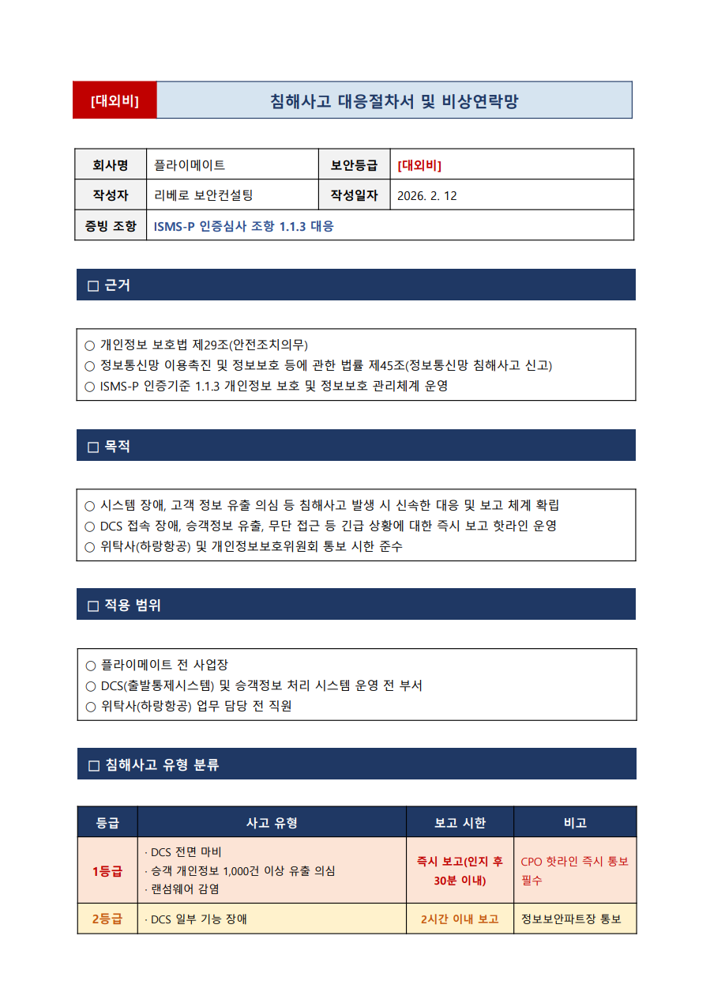 [대외비] 침해사고 대응절차서 및 비상연락망
회사명 플라이메이트 보안등급 [대외비]
작성자 리베로 보안컨설팅 작성일자 2026. 2. 12
증빙 조항 ISMS-P 인증심사 조항 1.1.3 대응
□ 근거
○ 개인정보 보호법 제29조(안전조치의무)
○ 정보통신망 이용촉진 및 정보보호 등에 관한 법률 제45조(정보통신망 침해사고 신고)
○ ISMS-P 인증기준 1.1.3 개인정보 보호 및 정보보호 관리체계 운영
□ 목적
○ 시스템 장애, 고객 정보 유출 의심 등 침해사고 발생 시 신속한 대응 및 보고 체계 확립
○ DCS 접속 장애, 승객정보 유출, 무단 접근 등 긴급 상황에 대한 즉시 보고 핫라인 운영
○ 위탁사(하랑항공) 및 개인정보보호위원회 통보 시한 준수
□ 적용 범위
○ 플라이메이트 전 사업장
○ DCS(출발통제시스템) 및 승객정보 처리 시스템 운영 전 부서
○ 위탁사(하랑항공) 업무 담당 전 직원
□ 침해사고 유형 분류
등급 사고 유형 보고 시한 비고
1등급
· DCS 전면 마비
· 승객 개인정보 1,000건 이상 유출 의심
· 랜섬웨어 감염
즉시 보고(인지 후
30분 이내)
CPO 핫라인 즉시 통보
필수
2등급 · DCS 일부 기능 장애 2시간 이내 보고 정보보안파트장 통보